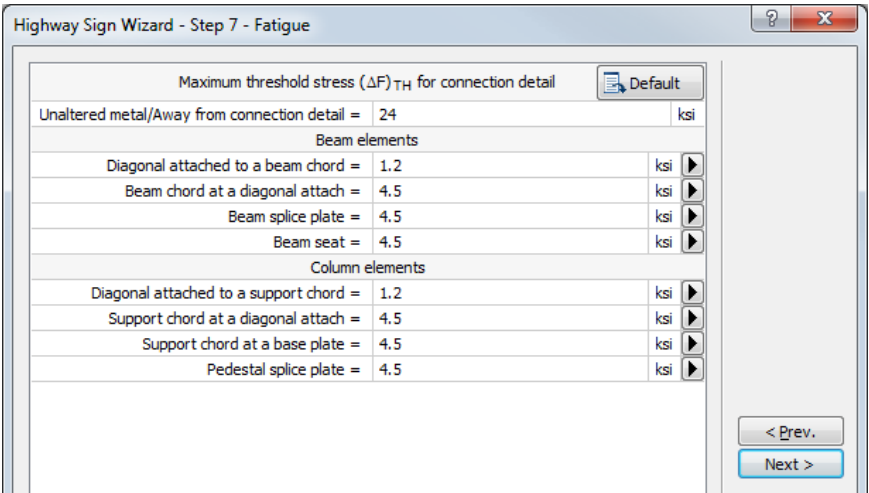 Highway Sign Wizard - Step 7 - Fatigue
? X
Maximum threshold stress (ΔF)TH for connection detail Default
Unaltered metal/Away from connection detail = 24 ksi
Beam elements
Diagonal attached to a beam chord = 1.2 ksi
Beam chord at a diagonal attach = 4.5 ksi
Beam splice plate = 4.5 ksi
Beam seat = 4.5 ksi
Column elements
Diagonal attached to a support chord = 1.2 ksi
Support chord at a diagonal attach = 4.5 ksi
Support chord at a base plate = 4.5 ksi
Pedestal splice plate = 4.5 ksi
< Prev.
Next >